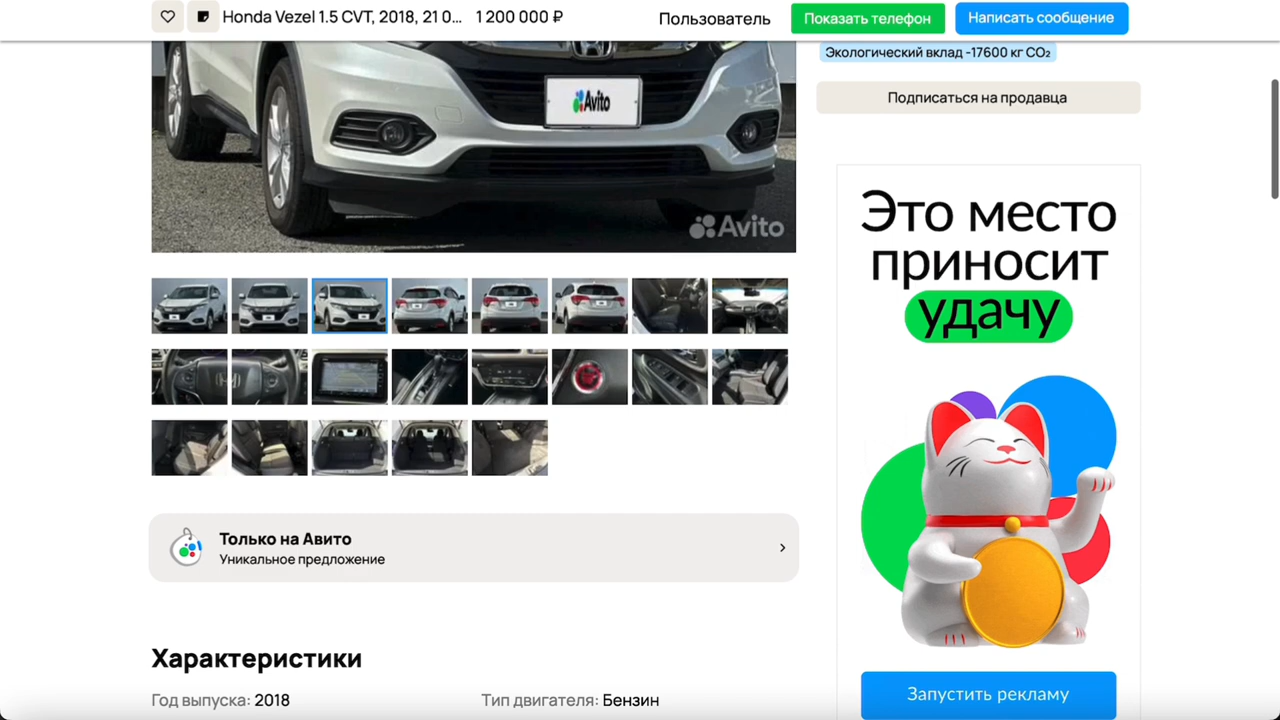 Honda Vezel 1.5 CVT, 2018, 21 0... 1 200 000 ₽ Пользователь Показать телефон Написать сообщение
Экологический вклад -17600 кг CO₂
Подписаться на продавца
Avito
Avito
Это место
приносит
удачу
Только на Авито
Уникальное предложение
Характеристики
Год выпуска: 2018 Тип двигателя: Бензин
Запустить рекламу